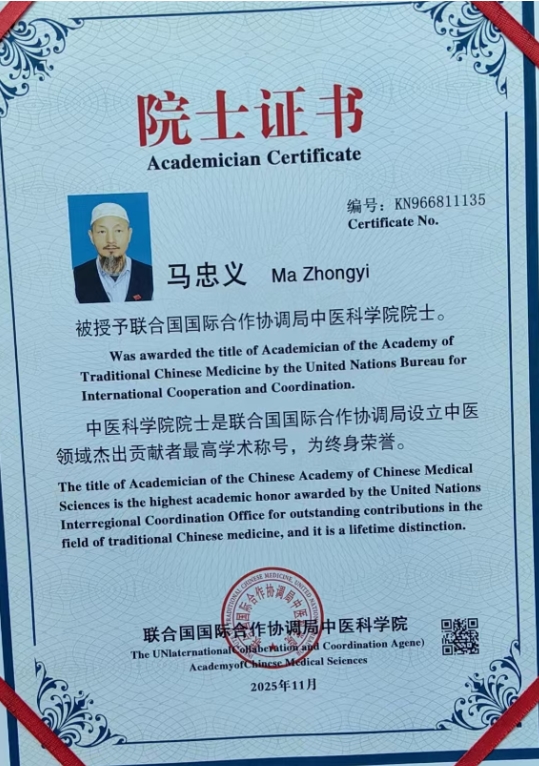 院士证书
Academician Certificate
编号：KN966811135
Certificate No.
马忠义 Ma Zhongyi
被授予联合国国际合作协调局中医科学院院士。
Was awarded the title of Academician of the Academy of
Traditional Chinese Medicine by the United Nations Bureau for
International Cooperation and Coordination.
中医科学院院士是联合国国际合作协调局设立中医
领域杰出贡献者最高学术称号，为终身荣誉。
The title of Academician of the Chinese Academy of Chinese Medical
Sciences is the highest academic honor awarded by the United Nations
Interregional Coordination Office for outstanding contributions in the
field of traditional Chinese medicine, and it is a lifetime distinction.
联合国国际合作协调局中医科学院
The UNlaternational Collaberation and Coordination Agene)
AcademyofChinese Medical Sciences
2025年11月